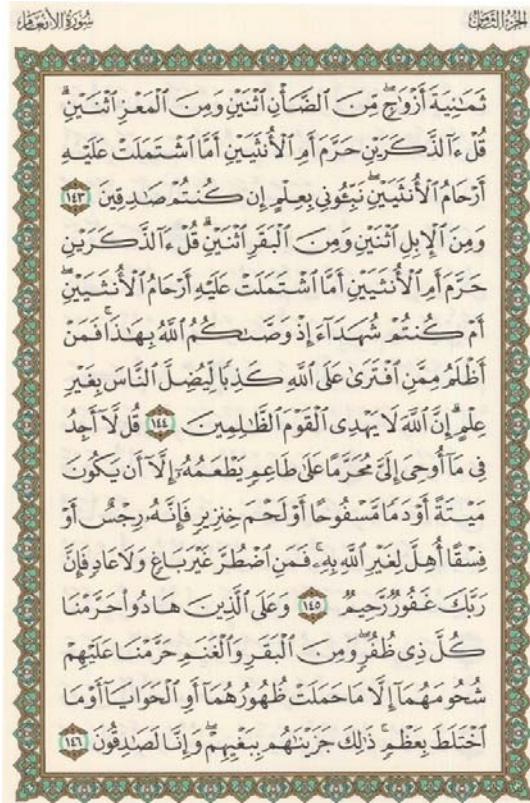 الجزء الثامن
سورة الأنعام
ثَمَٰنِيَةَ أَزْوَٰجٖۖ مِّنَ ٱلضَّأْنِ ٱثْنَيْنِ وَمِنَ ٱلْمَعْزِ ٱثْنَيْنِۗ
قُلْ ءَآلذَّكَرَيْنِ حَرَّمَ أَمِ ٱلْأُنثَيَيْنِ أَمَّا ٱشْتَمَلَتْ عَلَيْهِ
أَرْحَامُ ٱلْأُنثَيَيْنِۖ نَبِّـُٔونِي بِعِلْمٍ إِن كُنتُمْ صَٰدِقِينَ ١٤٣
وَمِنَ ٱلْإِبِلِ ٱثْنَيْنِ وَمِنَ ٱلْبَقَرِ ٱثْنَيْنِۗ قُلْ ءَآلذَّكَرَيْنِ
حَرَّمَ أَمِ ٱلْأُنثَيَيْنِ أَمَّا ٱشْتَمَلَتْ عَلَيْهِ أَرْحَامُ ٱلْأُنثَيَيْنِۖ
أَمْ كُنتُمْ شُهَدَآءَ إِذْ وَصَّىٰكُمُ ٱللَّهُ بِهَٰذَاۚ فَمَنْ
أَظْلَمُ مِمَّنِ ٱفْتَرَىٰ عَلَى ٱللَّهِ كَذِبًا لِّيُضِلَّ ٱلنَّاسَ بِغَيْرِ
عِلْمٍۗ إِنَّ ٱللَّهَ لَا يَهْدِى ٱلْقَوْمَ ٱلظَّٰلِمِينَ ١٤٤ قُل لَّآ أَجِدُ
فِى مَآ أُوحِىَ إِلَىَّ مُحَرَّمًا عَلَىٰ طَاعِمٍ يَطْعَمُهُۥٓ إِلَّآ أَن يَكُونَ
مَيْتَةً أَوْ دَمًا مَّسْفُوحًا أَوْ لَحْمَ خِنزِيرٍ فَإِنَّهُۥ رِجْسٌ أَوْ
فِسْقًا أُهِلَّ لِغَيْرِ ٱللَّهِ بِهِۦۚ فَمَنِ ٱضْطُرَّ غَيْرَ بَاغٍ وَلَا عَادٍ فَإِنَّ
رَبَّكَ غَفُورٌ رَّحِيمٌ ١٤٥ وَعَلَى ٱلَّذِينَ هَادُوا۟ حَرَّمْنَا
كُلَّ ذِى ظُفُرٍۖ وَمِنَ ٱلْبَقَرِ وَٱلْغَنَمِ حَرَّمْنَا عَلَيْهِمْ
شُحُومَهُمَآ إِلَّا مَا حَمَلَتْ ظُهُورُهُمَآ أَوِ ٱلْحَوَايَآ أَوْ مَا
ٱخْتَلَطَ بِعَظْمٍۚ ذَٰلِكَ جَزَيْنَٰهُم بِبَغْيِهِمْۖ وَإِنَّا لَصَٰدِقُونَ ١٤٦